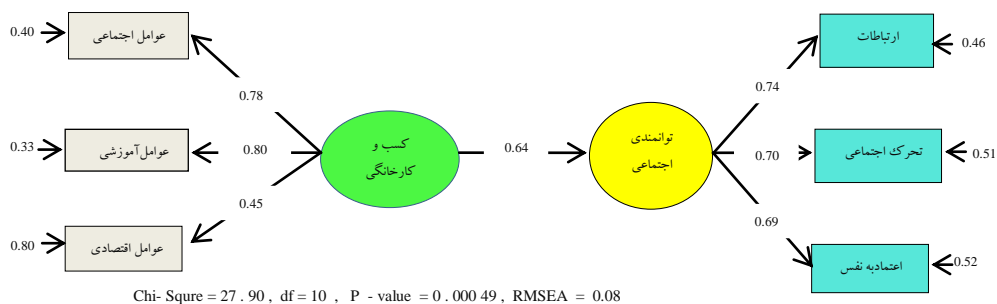 0.40
عوامل اجتماعی
0.78
0.33
عوامل آموزشی
0.80
0.80
عوامل اقتصادی
0.45
کسب و
کارخانگی
0.64
توانمندی
اجتماعی
0.74
ارتباطات
0.46
0.70
تحرک اجتماعی
0.51
0.69
اعتمادبه نفس
0.52
Chi- Squre = 27 . 90 , df = 10 , P - value = 0 . 000 49 , RMSEA = 0.08